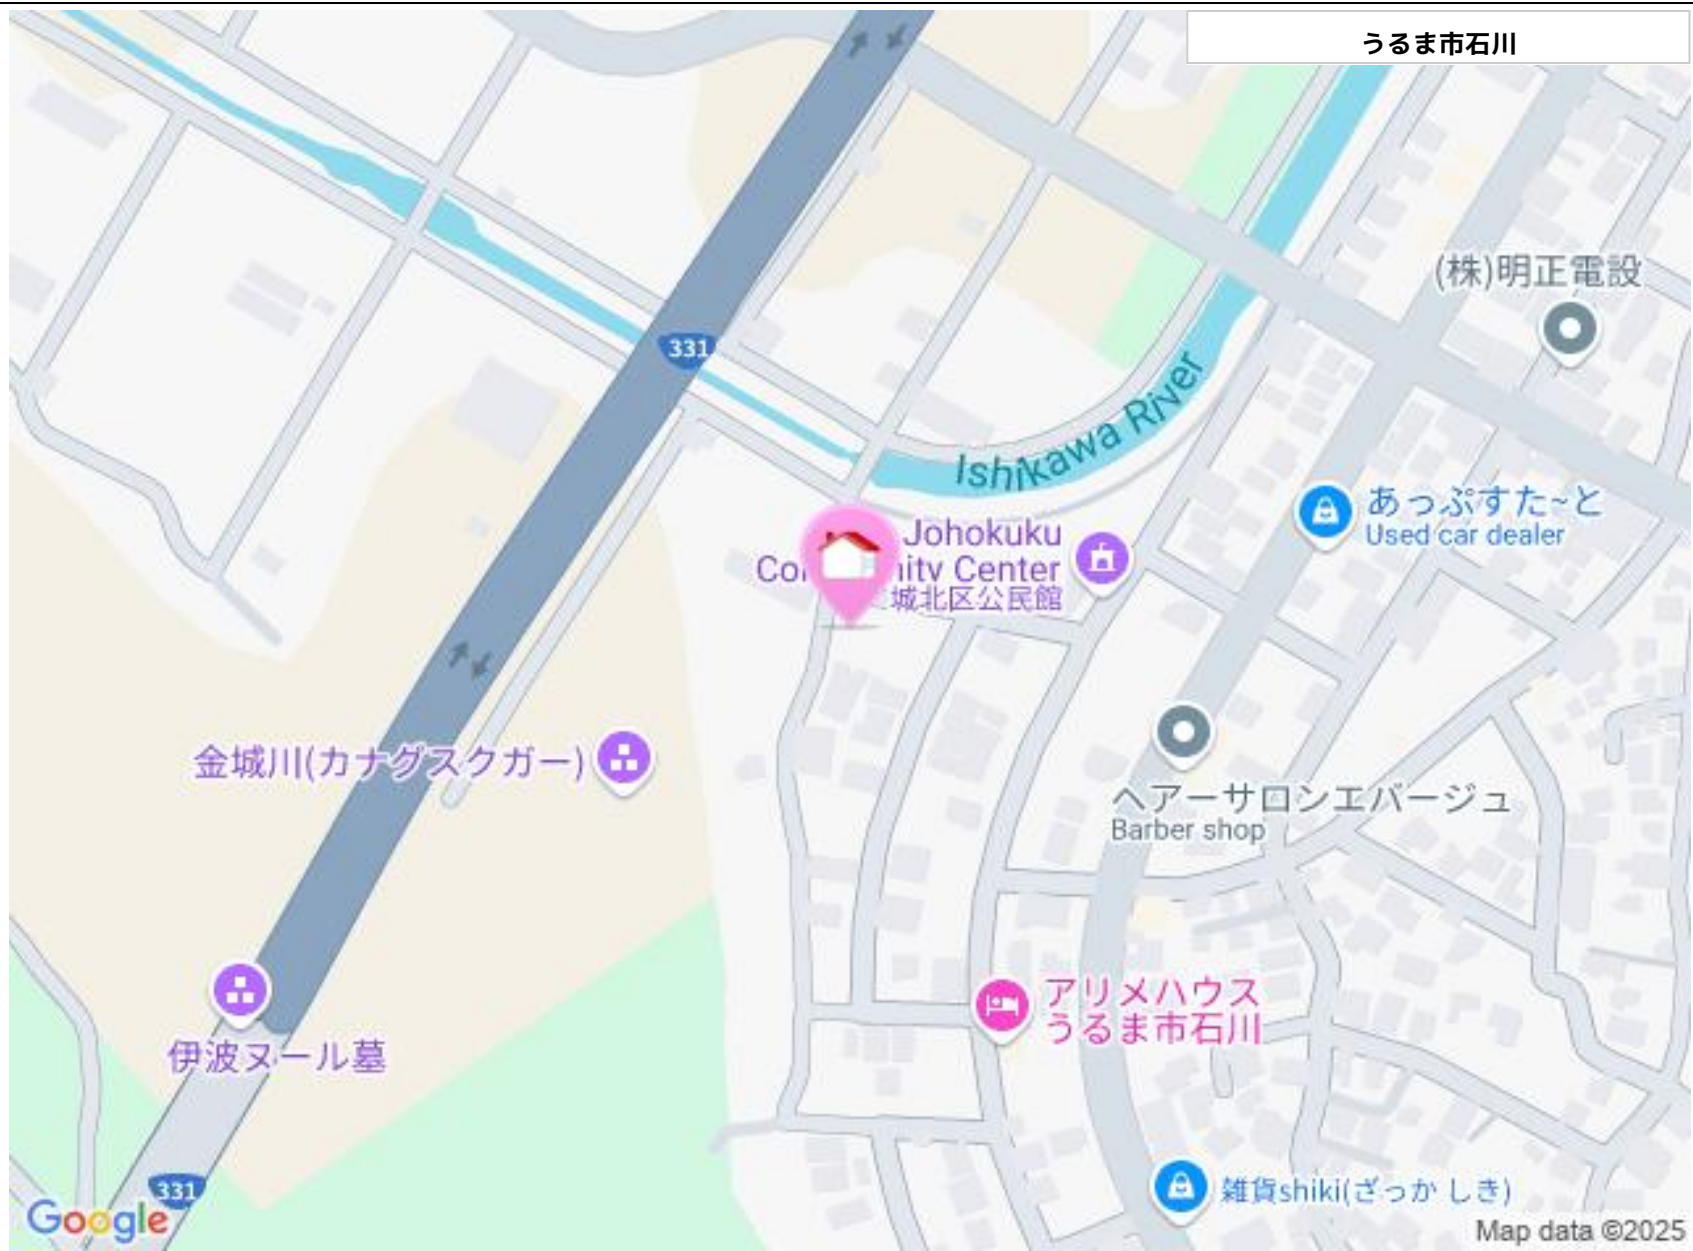 うるま市石川
(株)明正電設
331
Ishikawa River
あっぷすた~と
Used car dealer
Johokuku
Center
城北区公民館
金城川(カナグスクガー)
ヘアーサロンエバージュ
Barber shop
アリメハウス
うるま市石川
伊波ヌール墓
331
雑貨shiki(ざっか しき)
Google
Map data ©2025